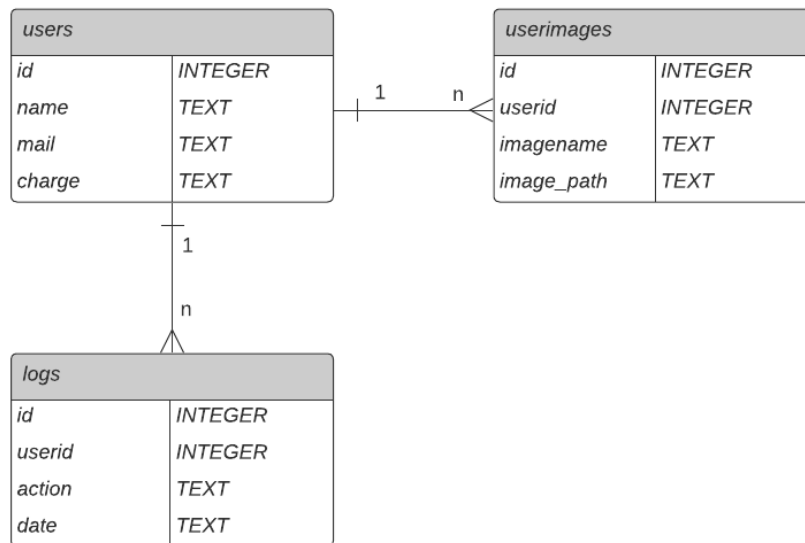 users
id INTEGER
name TEXT
mail TEXT
charge TEXT
1 n
userimages
id INTEGER
userid INTEGER
imagename TEXT
image_path TEXT
1
n
logs
id INTEGER
userid INTEGER
action TEXT
date TEXT